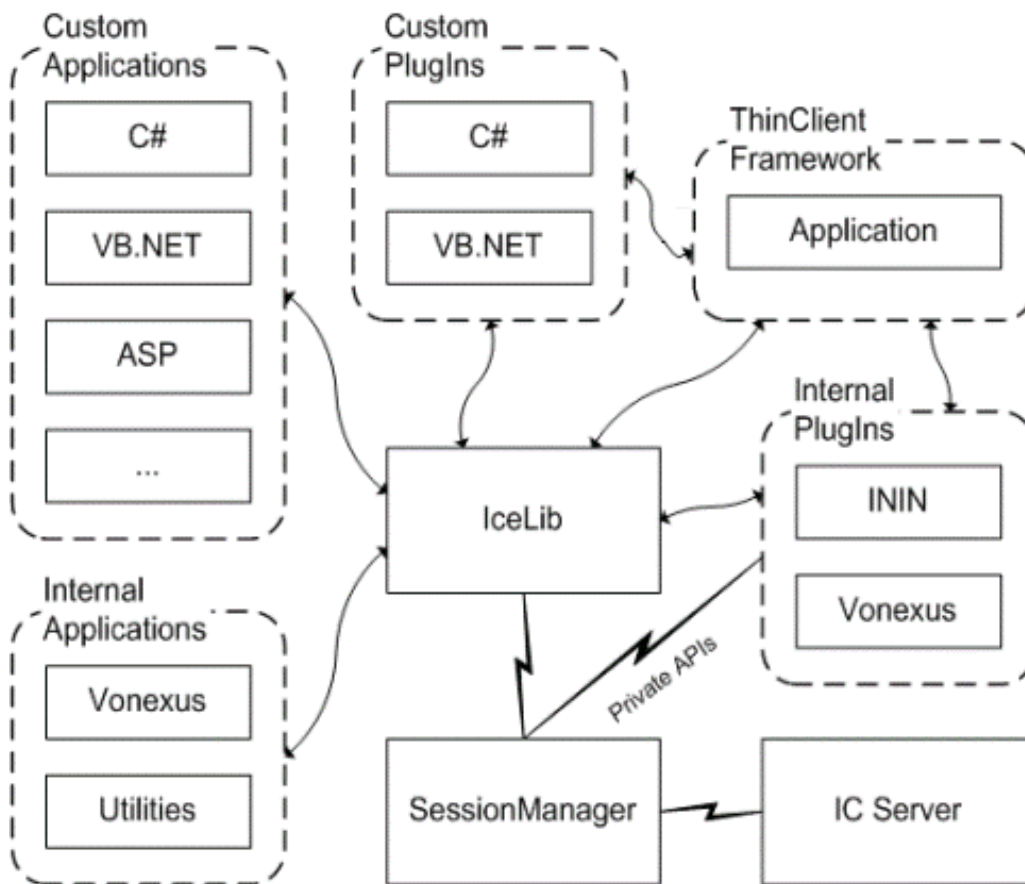 Custom
Applications
C#
VB.NET
ASP
...
Custom
PlugIns
C#
VB.NET
ThinClient
Framework
Application
Internal
PlugIns
ININ
Vonexus
IceLib
Internal
Applications
Vonexus
Utilities
Private APIs
SessionManager
IC Server